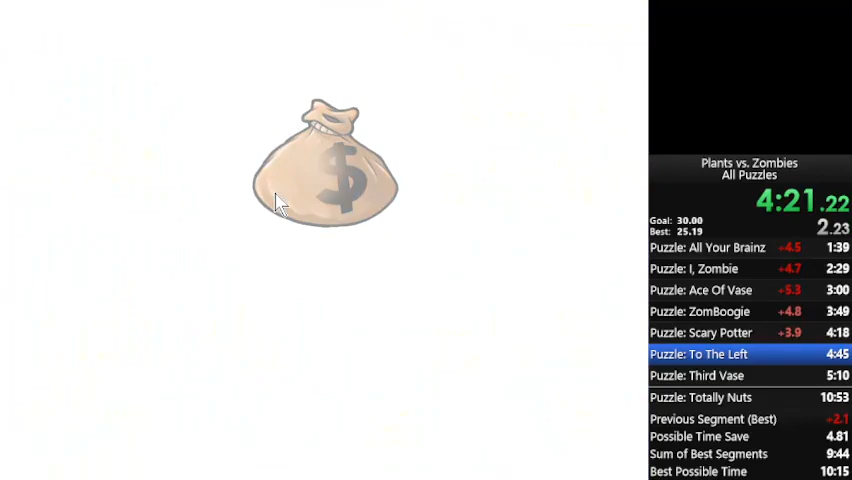 $
Plants vs. Zombies
All Puzzles
4:21.22
Goal: 30.00
Best: 25.19
2.23
Puzzle: All Your Brainz +4.5 1:39
Puzzle: I, Zombie +4.7 2:29
Puzzle: Ace Of Vase +5.3 3:00
Puzzle: ZomBoogie +4.8 3:49
Puzzle: Scary Potter +3.9 4:18
Puzzle: To The Left 4:45
Puzzle: Third Vase 5:10
Puzzle: Totally Nuts 10:53
Previous Segment (Best) +2.1
Possible Time Save 4.81
Sum of Best Segments 9:44
Best Possible Time 10:15